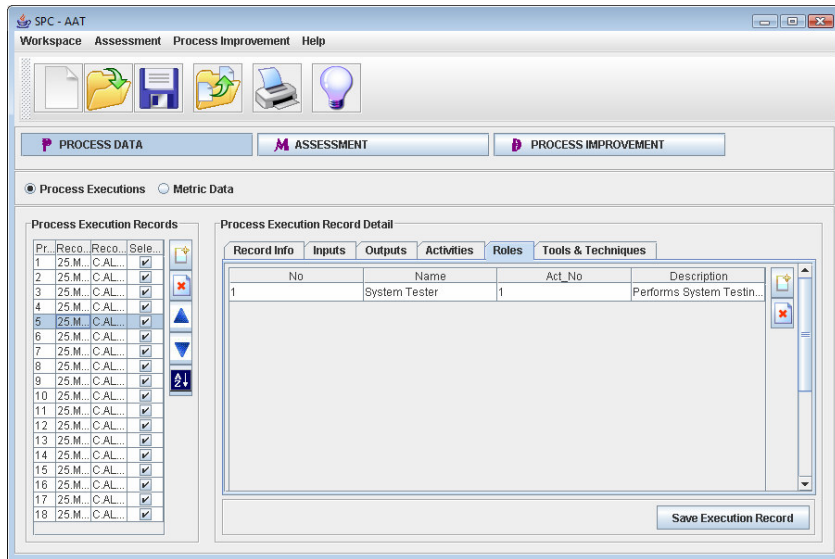 SPC - AAT
Workspace Assessment Process Improvement Help
P PROCESS DATA M ASSESSMENT D PROCESS IMPROVEMENT
Process Executions Metric Data
Process Execution Records Process Execution Record Detail
Record Info Inputs Outputs Activities Roles Tools & Techniques
Pr... Reco... Reco... Sele...
No Name Act_No Description
1 System Tester 1 Performs System Testin...
1 25.M... C.AL...
2 25.M... C.AL...
3 25.M... C.AL...
4 25.M... C.AL...
5 25.M... C.AL...
6 25.M... C.AL...
7 25.M... C.AL...
8 25.M... C.AL...
9 25.M... C.AL...
10 25.M... C.AL...
11 25.M... C.AL...
12 25.M... C.AL...
13 25.M... C.AL...
14 25.M... C.AL...
15 25.M... C.AL...
16 25.M... C.AL...
17 25.M... C.AL...
18 25.M... C.AL...
A Z
Save Execution Record